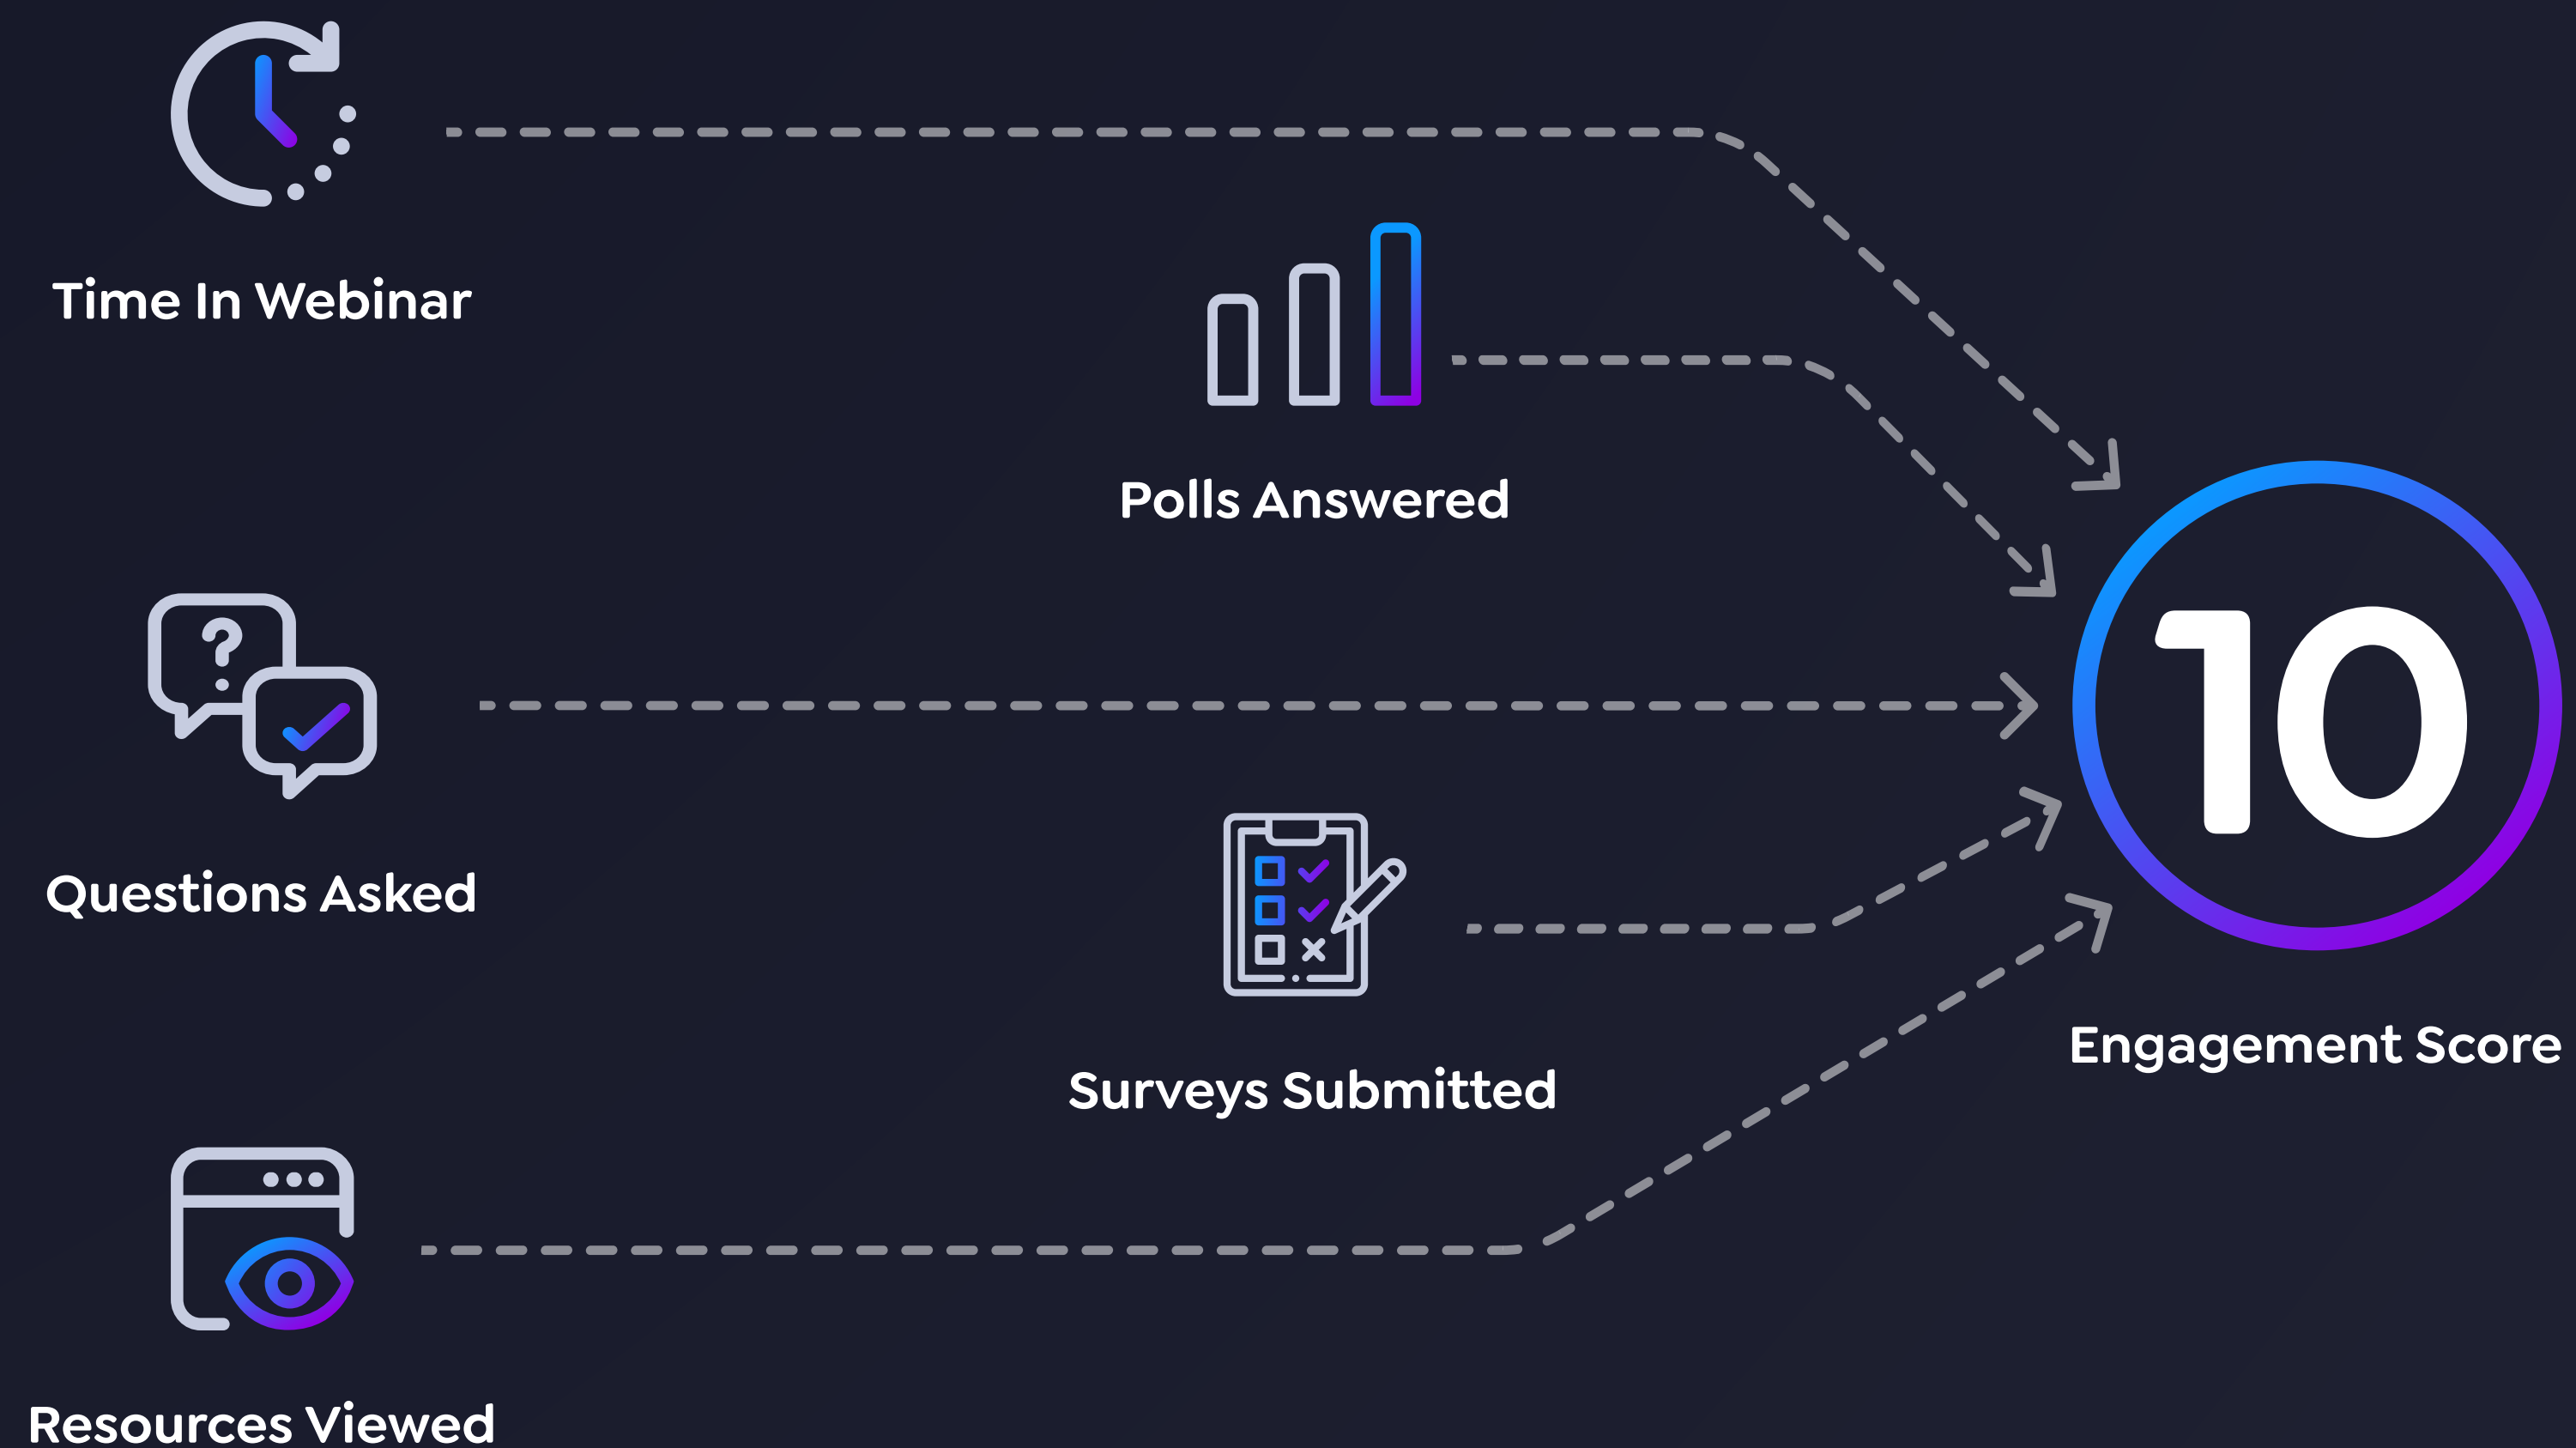 Time In Webinar
Polls Answered
Questions Asked
?
10
Engagement Score
Surveys Submitted
Resources Viewed